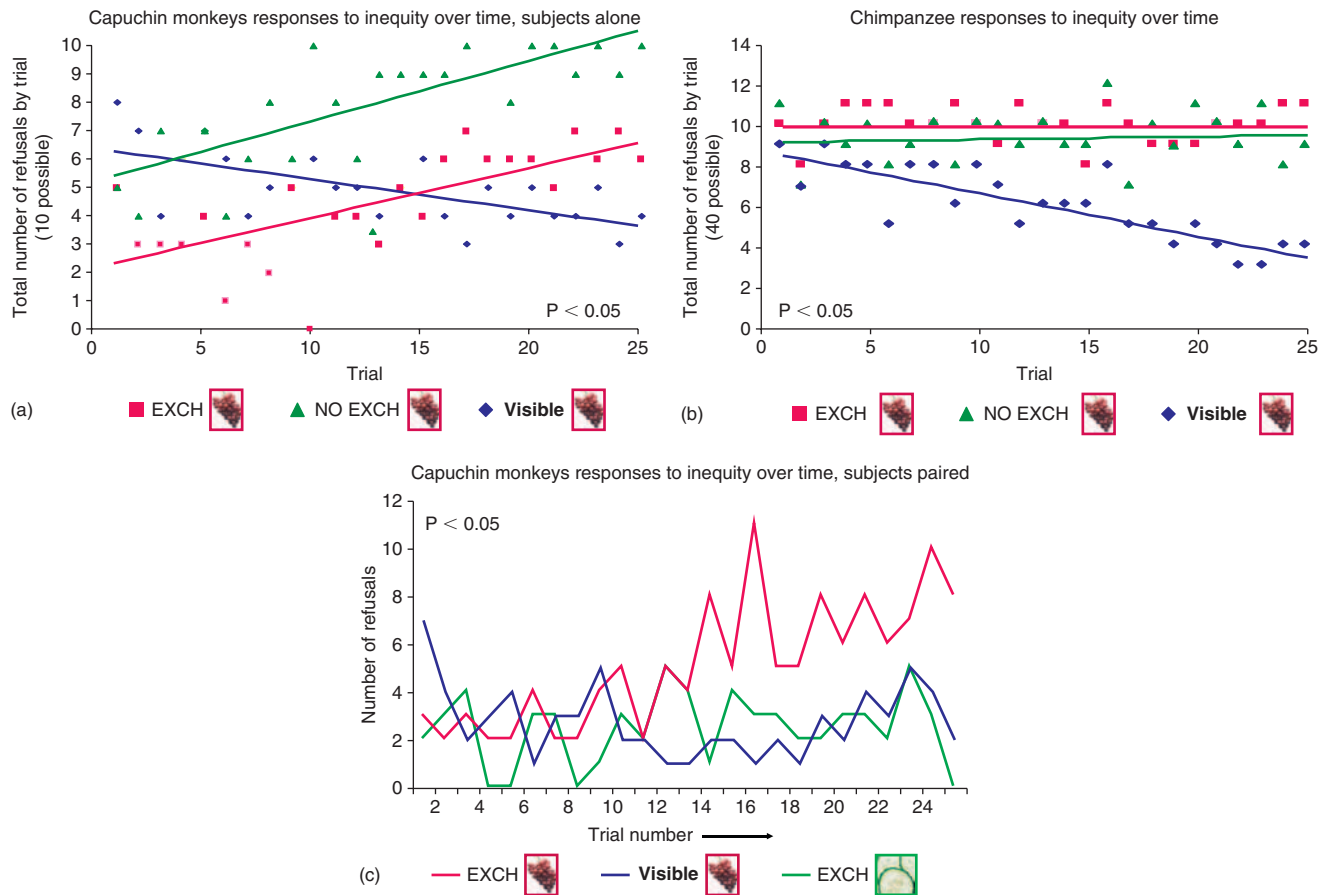 Capuchin monkeys responses to inequity over time, subjects alone
Total number of refusals by trial
(10 possible)
10
9
8
7
6
5
4
3
2
1
0
P < 0.05
0 5 10 15 20 25
Trial
(a) EXCH NO EXCH Visible
Chimpanzee responses to inequity over time
Total number of refusals by trial
(40 possible)
14
12
10
8
6
4
2
0
P < 0.05
0 5 10 15 20 25
Trial
(b) EXCH NO EXCH Visible
Capuchin monkeys responses to inequity over time, subjects paired
Number of refusals
12
10
8
6
4
2
0
P < 0.05
2 4 6 8 10 12 14 16 18 20 22 24
Trial number
(c) EXCH Visible EXCH